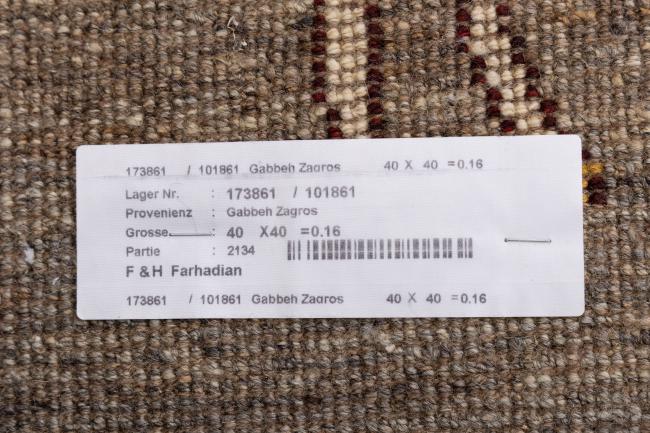 173861 / 101861 Gabbeh Zagros 40 X 40 =0.16
Lager Nr. : 173861 / 101861
Provenienz : Gabbeh Zagros
Grosse : 40 X40 =0.16
Partie : 2134
F & H Farhadian
173861 / 101861 Gabbeh Zagros 40 X 40 =0.16